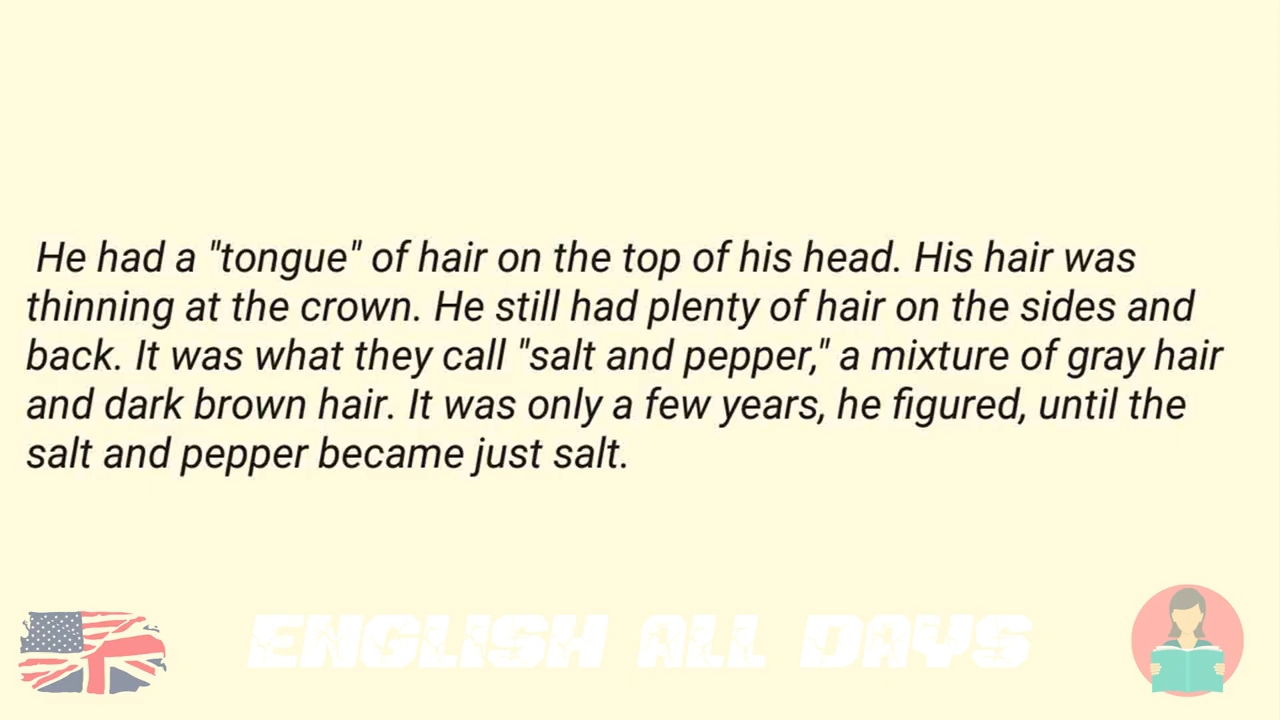 He had a "tongue" of hair on the top of his head. His hair was
thinning at the crown. He still had plenty of hair on the sides and
back. It was what they call "salt and pepper," a mixture of gray hair
and dark brown hair. It was only a few years, he figured, until the
salt and pepper became just salt.
ENGLISH ALL DAYS